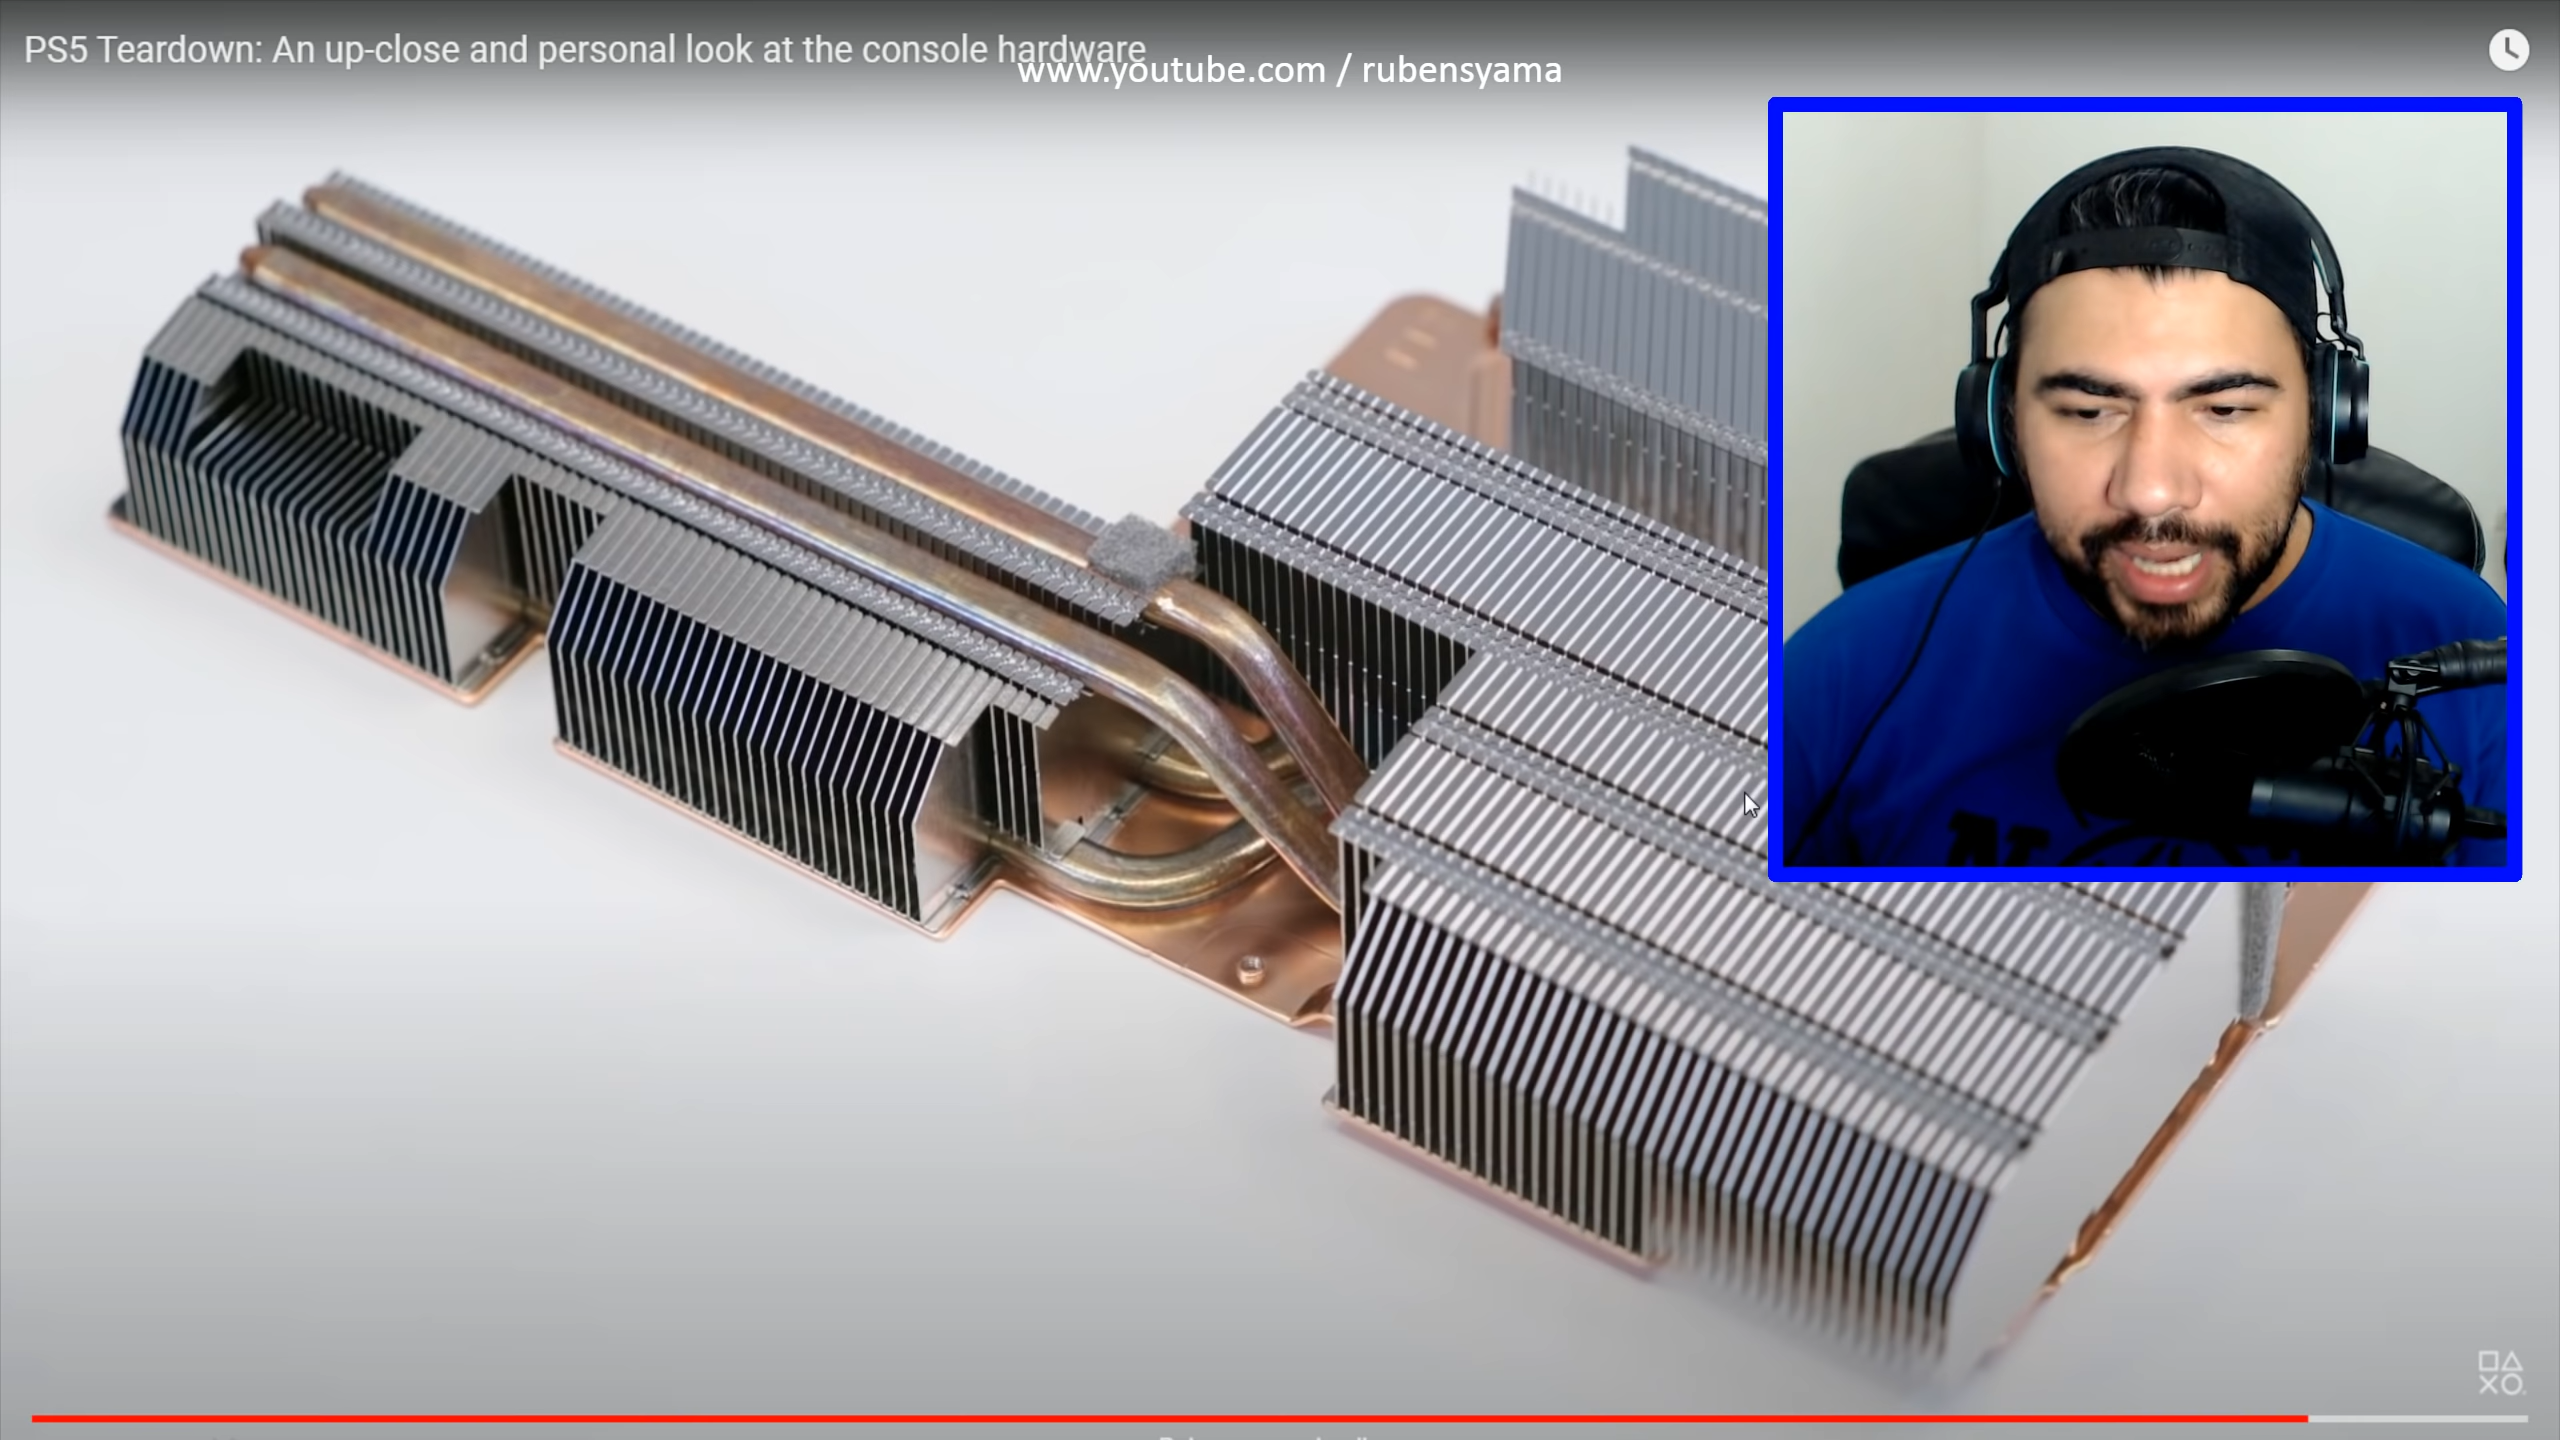 PS5 Teardown: An up-close and personal look at the console hardware
www.youtube.com / rubensyama